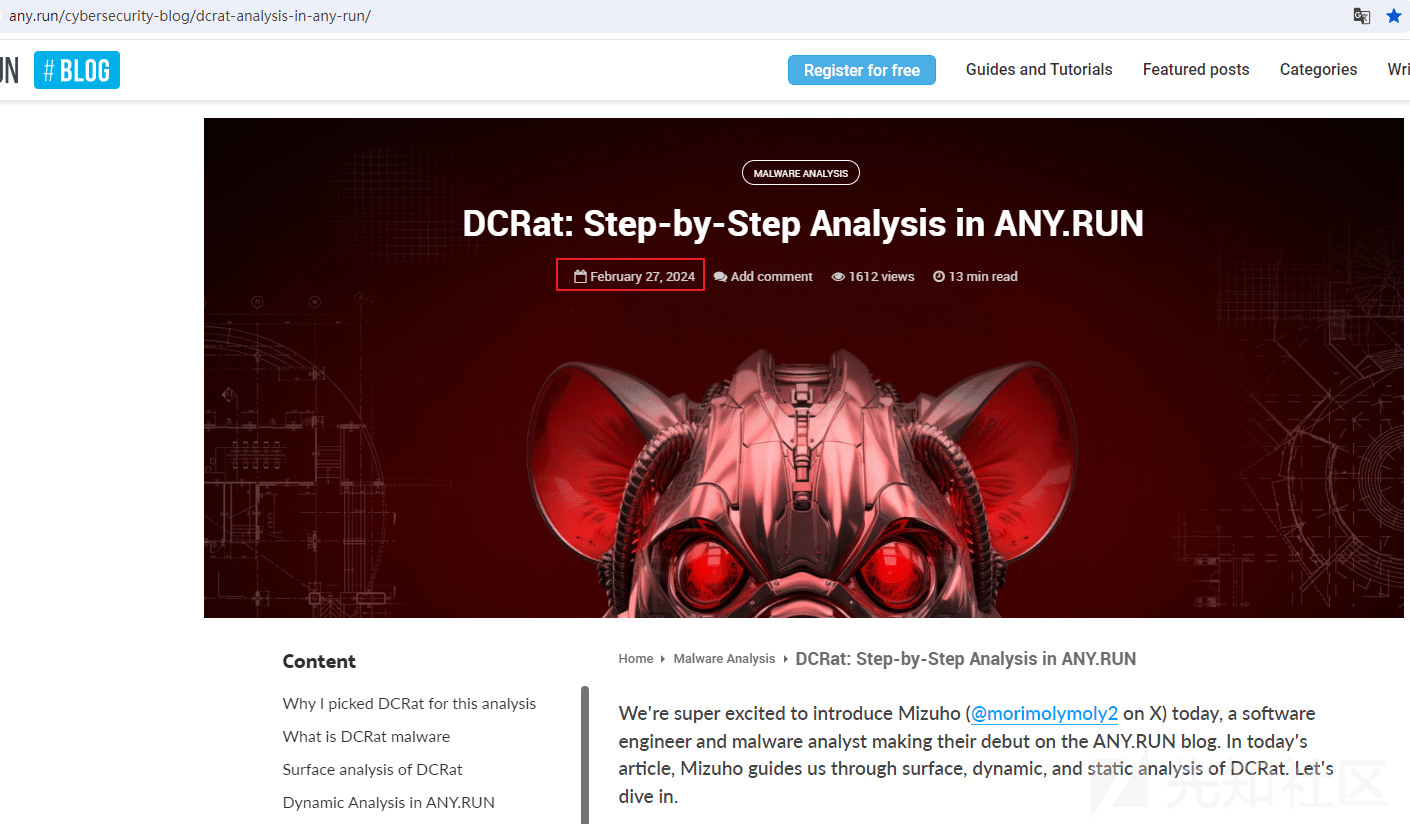 any.run/cybersecurity-blog/dcrat-analysis-in-any-run/
UN # BLOG
Register for free
Guides and Tutorials
Featured posts
Categories
Wri
MALWARE ANALYSIS
DCRat: Step-by-Step Analysis in ANY.RUN
February 27, 2024 Add comment 1612 views 13 min read
Content
Why I picked DCRat for this analysis
What is DCRat malware
Surface analysis of DCRat
Dynamic Analysis in ANY.RUN
Home Malware Analysis DCRat: Step-by-Step Analysis in ANY.RUN
We're super excited to introduce Mizuho (@morimolymoly2 on X) today, a software
engineer and malware analyst making their debut on the ANY.RUN blog. In today's
article, Mizuho guides us through surface, dynamic, and static analysis of DCRat. Let's
dive in.
先知社区